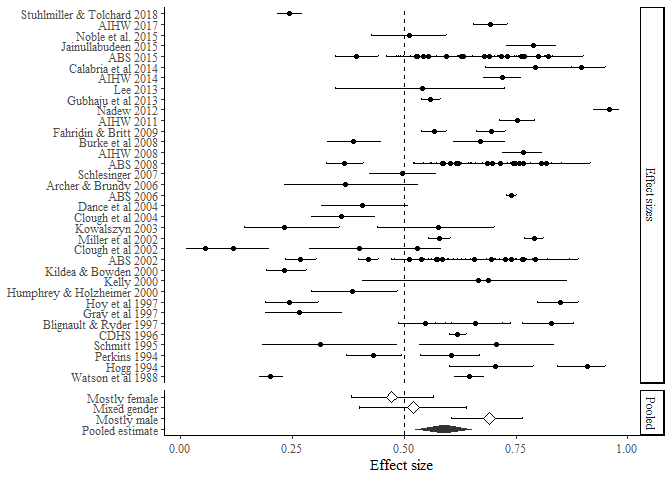 Stuhlmiller & Tolchard 2018
AIHW 2017
Noble et al. 2015
Jainullabudeen 2015
ABS 2015
Calabria et al 2014
AIHW 2014
Lee 2013
Gubhaju et al 2013
Nadew 2012
AIHW 2011
Fahridin & Britt 2009
Burke et al 2008
AIHW 2008
ABS 2008
Schlesinger 2007
Archer & Brundy 2006
ABS 2006
Dance et al 2004
Clough et al 2004
Kowalszyn 2003
Miller et al 2002
Clough et al 2002
ABS 2002
Kildea & Bowden 2000
Kelly 2000
Humphrey & Holzheimer 2000
Hoy et al 1997
Gray et al 1997
Blignault & Ryder 1997
CDHS 1996
Schmitt 1995
Perkins 1994
Hogg 1994
Watson et al 1988
Effect sizes
Mostly female
Mixed gender
Mostly male
Pooled estimate
Pooled
0.00 0.25 0.50 0.75 1.00
Effect size